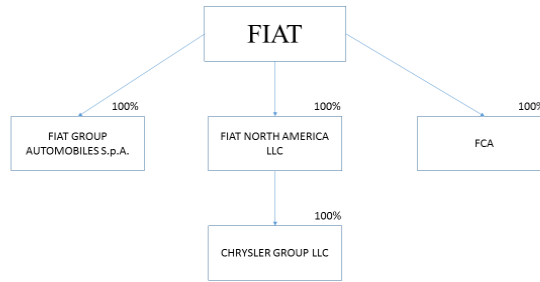 FIAT
100%
100%
100%
FIAT GROUP
AUTOMOBILES S.p.A.
FIAT NORTH AMERICA
LLC
FCA
100%
CHRYSLER GROUP LLC